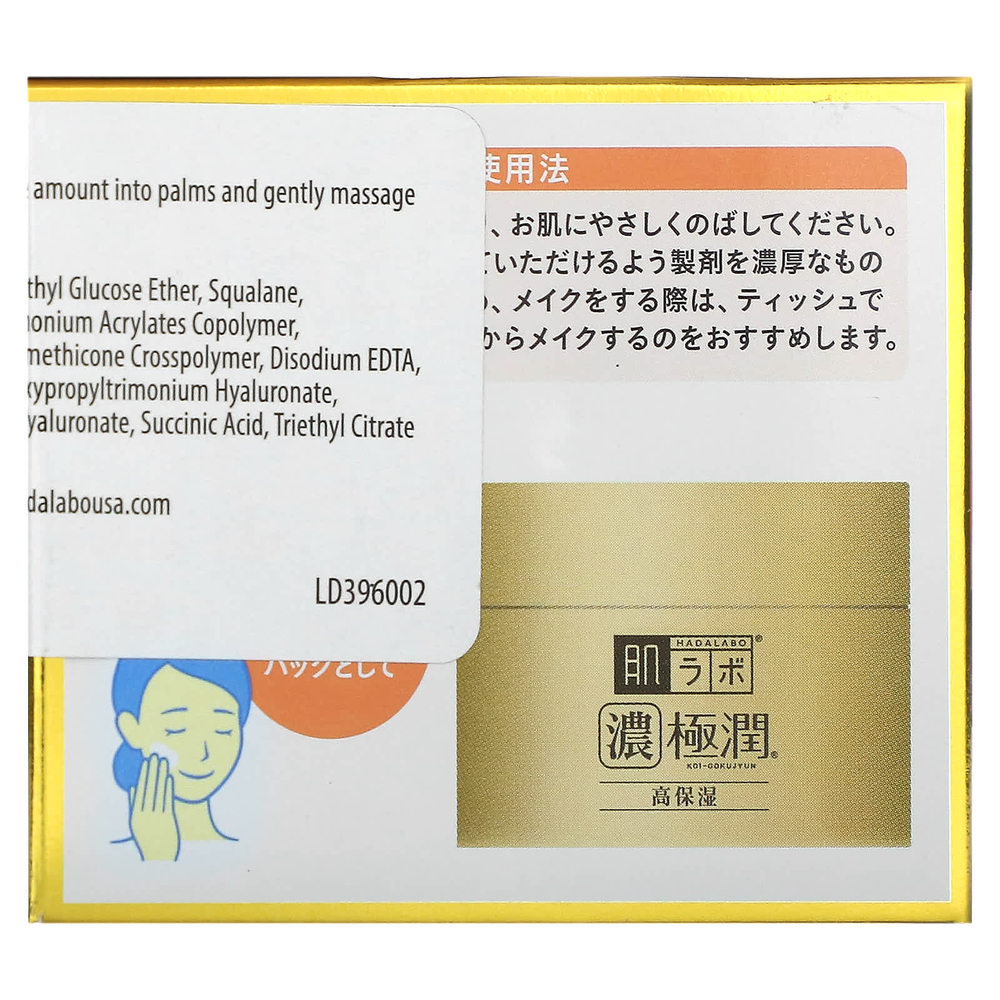 amount into palms and gently massage
Glucose Ether, Squalane,
Acrylates Copolymer,
Crosspolymer, Disodium EDTA,
Hyaluronate,
Succinic Acid, Triethyl Citrate
dalabousa.com
LD396002
使用法
、お肌にやさしくのばしてください。
ていただけるよう製剤を濃厚なもの
、メイクをする際は、ティッシュで
からメイクするのをおすすめします。
パックとして
HADALABO®
肌ラボ
濃極潤®
KOI-GOKUJYUN
高保湿